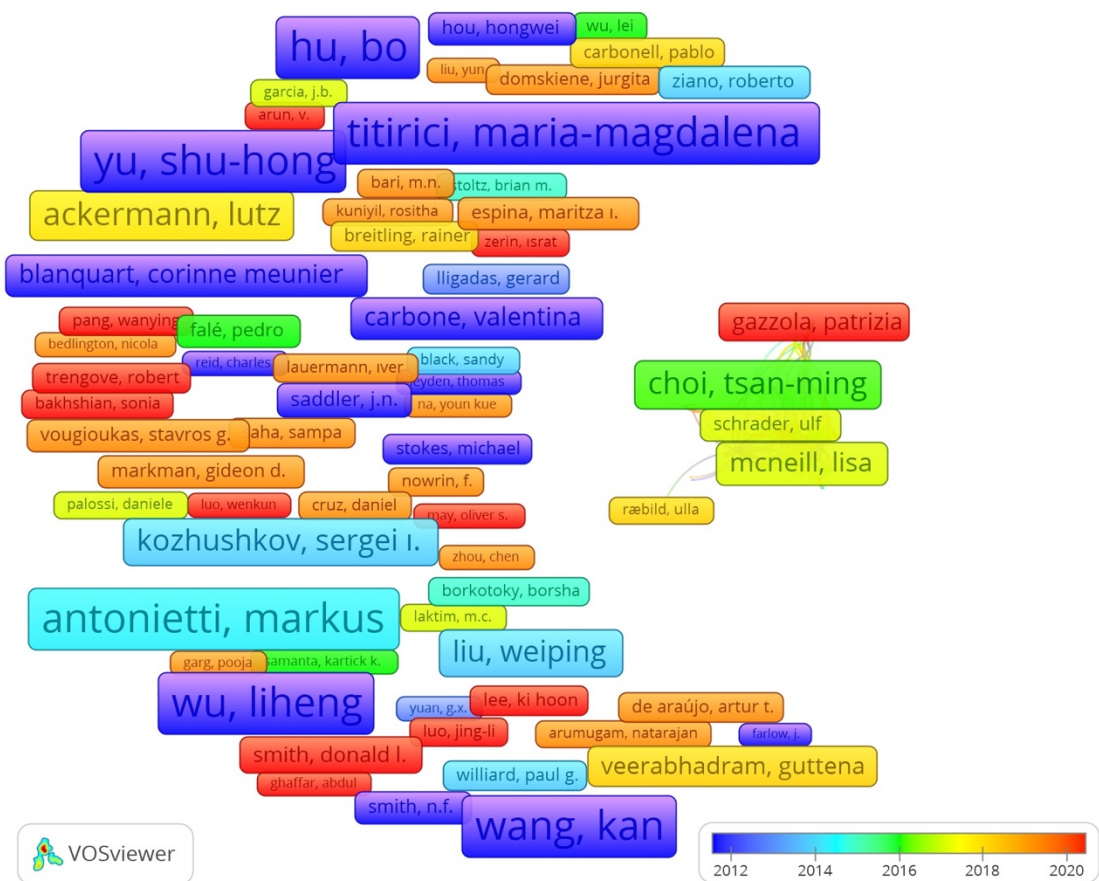 hu, bo
hou, hongwei
wu, lei
carbonell, pablo
liu, yun
domskiene, jurgita
ziano, roberto
garcia, j.b.
arun, v.
titirici, maria-magdalena
yu, shu-hong
bari, m.n.
stoltz, brian m.
ackermann, lutz
kuniyil, rositha
espina, maritza ı.
breitling, rainer
zerin, ısrat
blanquart, corinne meunier
lligadas, gerard
carbone, valentina
pang, wanying
falé, pedro
bedlington, nicola
reid, charles
lauermann, ıver
black, sandy
eyden, thomas
trengove, robert
bakhshian, sonia
saddler, j.n.
na, youn kue
vougioukas, stavros g.
aha, sampa
stokes, michael
markman, gideon d.
nowrin, f.
palossi, daniele
luo, wenkun
cruz, daniel
may, oliver s.
kozhushkov, sergei ı.
zhou, chen
gazzola, patrizia
choi, tsan-ming
schrader, ulf
mcneill, lisa
ræbild, ulla
antonietti, markus
borkotoky, borsha
laktim, m.c.
liu, weiping
garg, pooja
samanta, kartick k.
wu, liheng
yuan, g.x.
lee, ki hoon
de araújo, artur t.
luo, jing-li
arumugam, natarajan
farlow, j.
smith, donald l.
ghaffar, abdul
williard, paul g.
veerabhadram, guttena
smith, n.f.
wang, kan
VOSviewer
2012 2014 2016 2018 2020